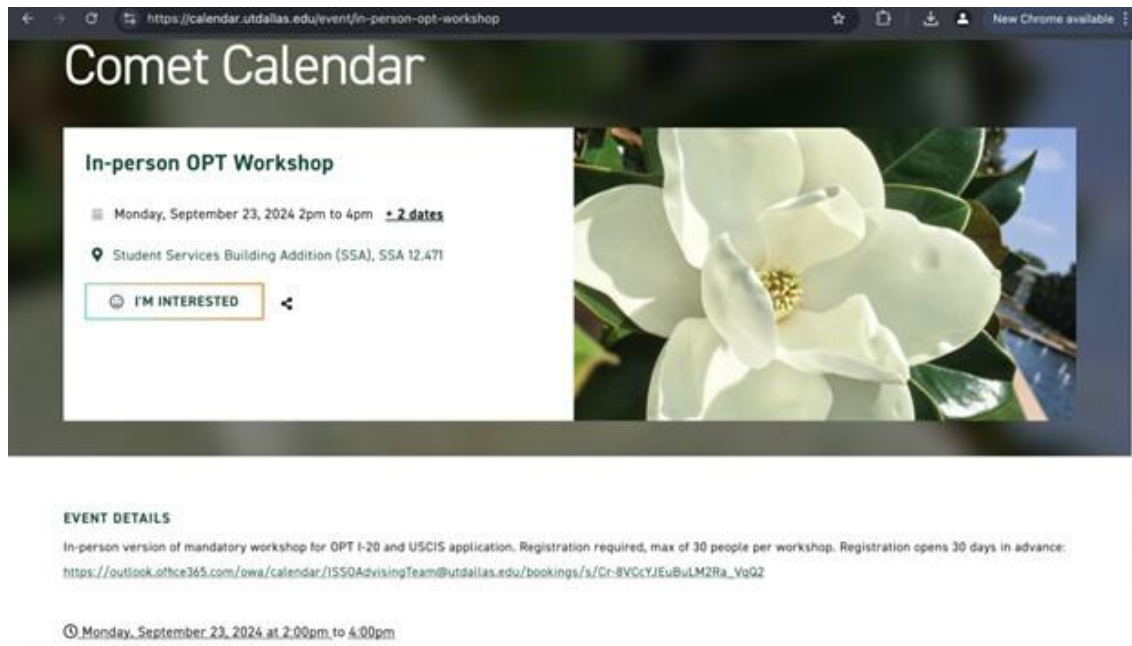 https://calendar.utdallas.edu/event/in-person-opt-workshop
New Chrome available
Comet Calendar
In-person OPT Workshop
Monday, September 23, 2024 2pm to 4pm + 2 dates
Student Services Building Addition (SSA), SSA 12.471
I'M INTERESTED
EVENT DETAILS
In-person version of mandatory workshop for OPT I-20 and USCIS application. Registration required, max of 30 people per workshop. Registration opens 30 days in advance:
https://outlook.office365.com/owa/calendar/ISSOAdvisingTeam@utdallas.edu/bookings/s/Cr-8VCcYJEuBuLM2Ra_VqQ2
Monday, September 23, 2024 at 2:00pm to 4:00pm